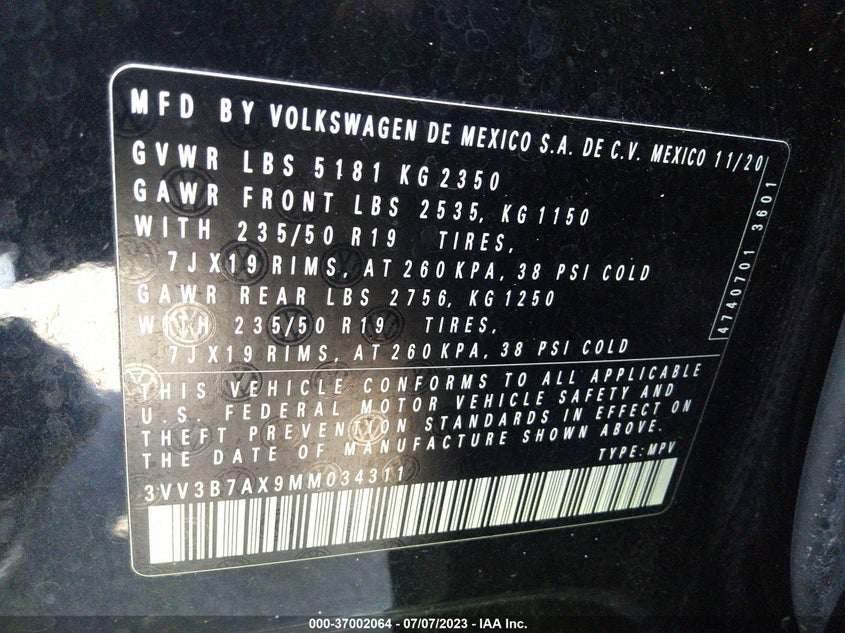 MFD BY VOLKSWAGEN DE MEXICO S.A. DE C.V. MEXICO 11/20
GVWR LBS 5181 KG 2350
GAWR FRONT LBS 2535, KG 1150
WITH 235/50 R19 TIRES,
7JX19 RIMS, AT 260 KPA, 38 PSI COLD
GAWR REAR LBS 2756, KG 1250
WITH 235/50 R19 TIRES,
7JX19 RIMS, AT 260 KPA, 38 PSI COLD
4740701 3601
THIS VEHICLE CONFORMS TO ALL APPLICABLE
U.S. FEDERAL MOTOR VEHICLE SAFETY AND
THEFT PREVENTION STANDARDS IN EFFECT ON
THE DATE OF MANUFACTURE SHOWN ABOVE.
TYPE: MPV
3VV3B7AX9MM034311
000-37002064 - 07/07/2023 - IAA Inc.